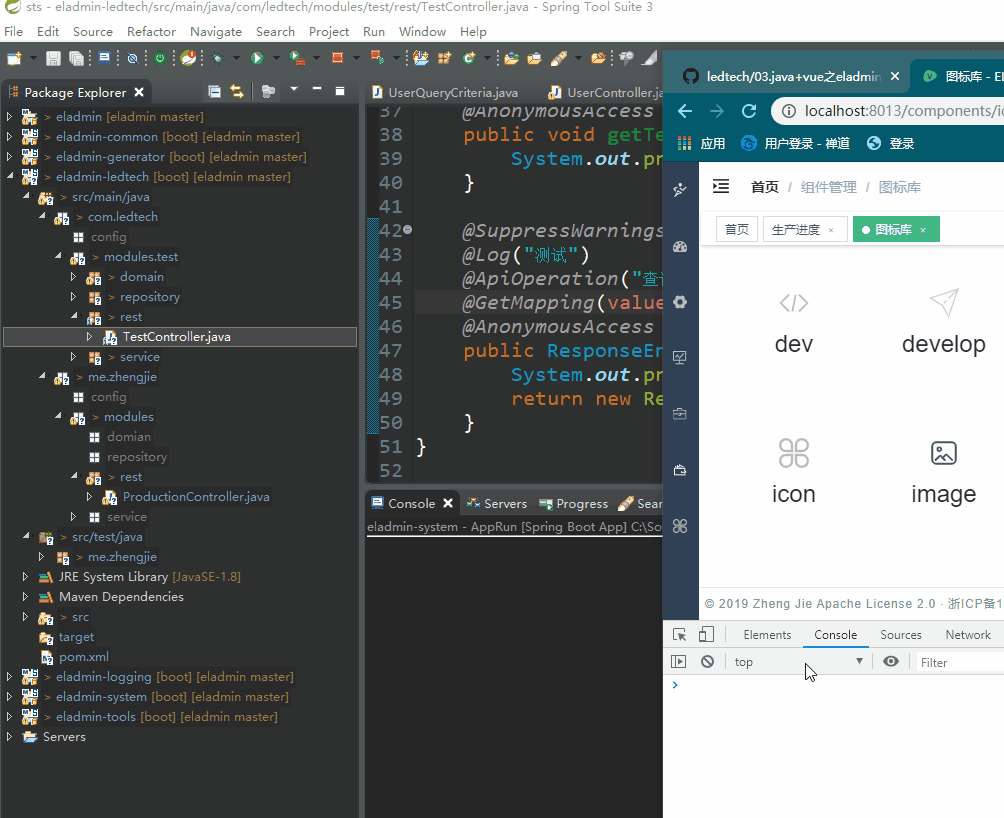 sts - eladmin-ledtech/src/main/java/com/ledtech/modules/test/rest/TestController.java - Spring Tool Suite 3
File Edit Source Refactor Navigate Search Project Run Window Help
Package Explorer
> eladmin [eladmin master]
> eladmin-common [boot] [eladmin master]
> eladmin-generator [boot] [eladmin master]
> eladmin-ledtech [boot] [eladmin master]
> src/main/java
> com.ledtech
config
> modules.test
> domain
> repository
> rest
TestController.java
> service
> me.zhengjie
config
> modules
domian
repository
> rest
> ProductionController.java
service
> src/test/java
> me.zhengjie
JRE System Library [JavaSE-1.8]
Maven Dependencies
> src
target
pom.xml
> eladmin-logging [boot] [eladmin master]
> eladmin-system [boot] [eladmin master]
> eladmin-tools [boot] [eladmin master]
Servers
UserQueryCriteria.java UserController.ja
37 @AnonymousAccess
38 public void getTe
39 System.out.pr
40 }
41
42 @SuppressWarnings
43 @Log("测试")
44 @ApiOperation("查
45 @GetMapping(value
46 @AnonymousAccess
47 public ResponseEn
48 System.out.pr
49 return new Re
50 }
51 }
52
Console Servers Progress Sear
eladmin-system - AppRun [Spring Boot App] C:\So
ledtech/03.java+vue之eladmin 图标库 - EL
localhost:8013/components/ic
应用 用户登录 - 禅道 登录
首页 / 组件管理 / 图标库
首页 生产进度 × 图标库 ×
dev develop
icon image
© 2019 Zheng Jie Apache License 2.0 · 浙ICP备1
Elements Console Sources Network
top Filter